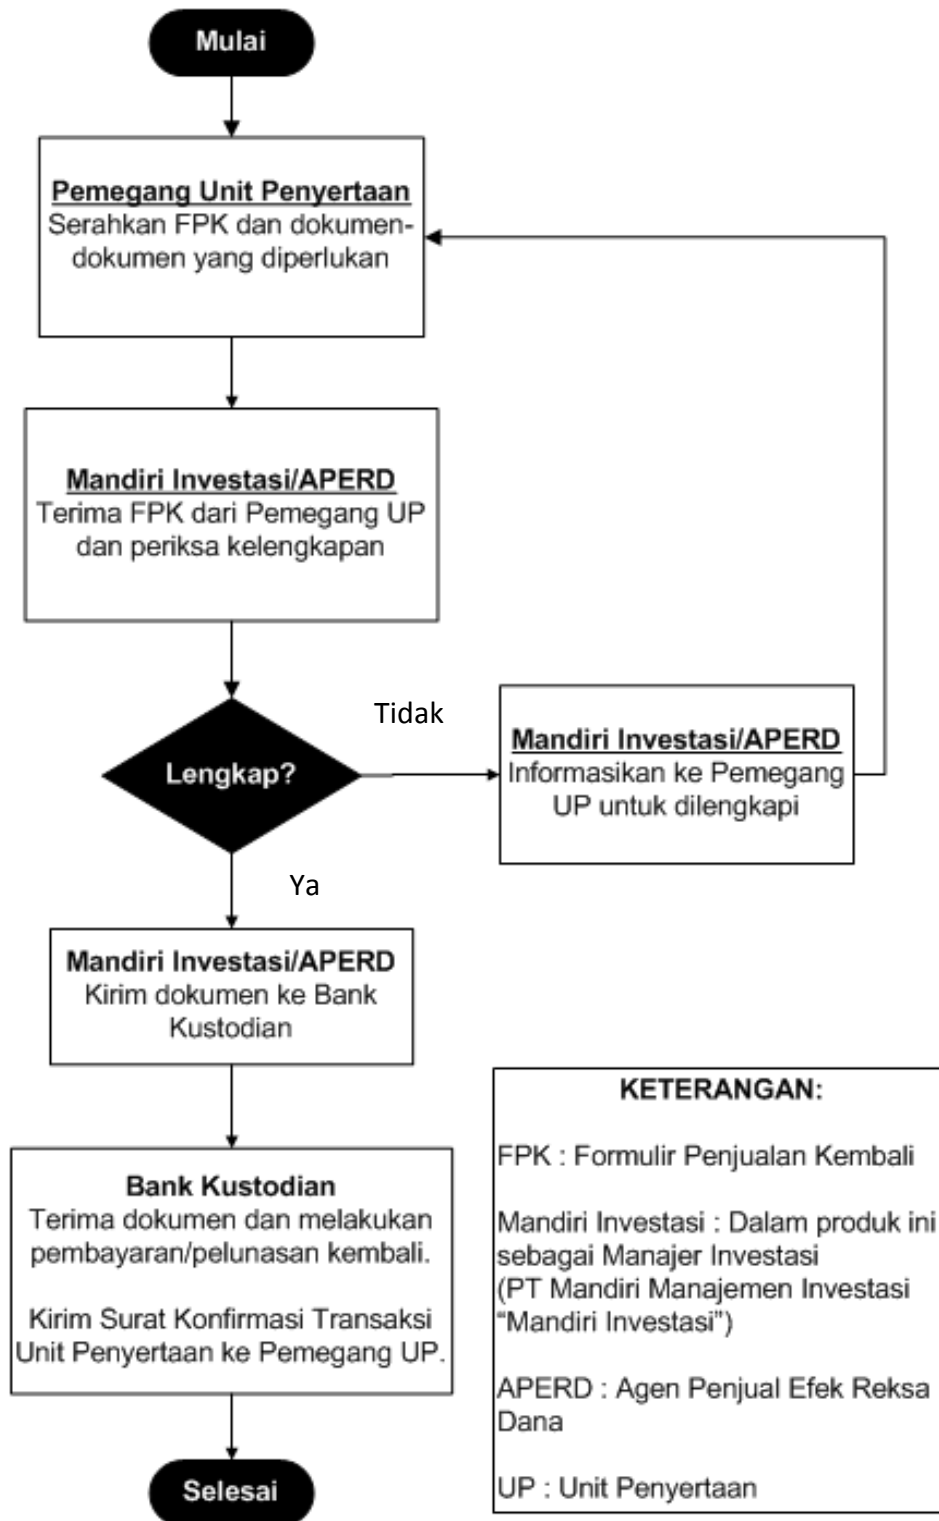 Mulai
Pemegang Unit Penyertaan
Serahkan FPK dan dokumen-
dokumen yang diperlukan
Mandiri Investasi/APERD
Terima FPK dari Pemegang UP
dan periksa kelengkapan
Lengkap?
Tidak
Mandiri Investasi/APERD
Informasikan ke Pemegang
UP untuk dilengkapi
Ya
Mandiri Investasi/APERD
Kirim dokumen ke Bank
Kustodian
Bank Kustodian
Terima dokumen dan melakukan
pembayaran/pelunasan kembali.
Kirim Surat Konfirmasi Transaksi
Unit Penyertaan ke Pemegang UP.
Selesai
KETERANGAN:
FPK : Formulir Penjualan Kembali
Mandiri Investasi : Dalam produk ini
sebagai Manajer Investasi
(PT Mandiri Manajemen Investasi
“Mandiri Investasi”)
APERD : Agen Penjual Efek Reksa
Dana
UP : Unit Penyertaan